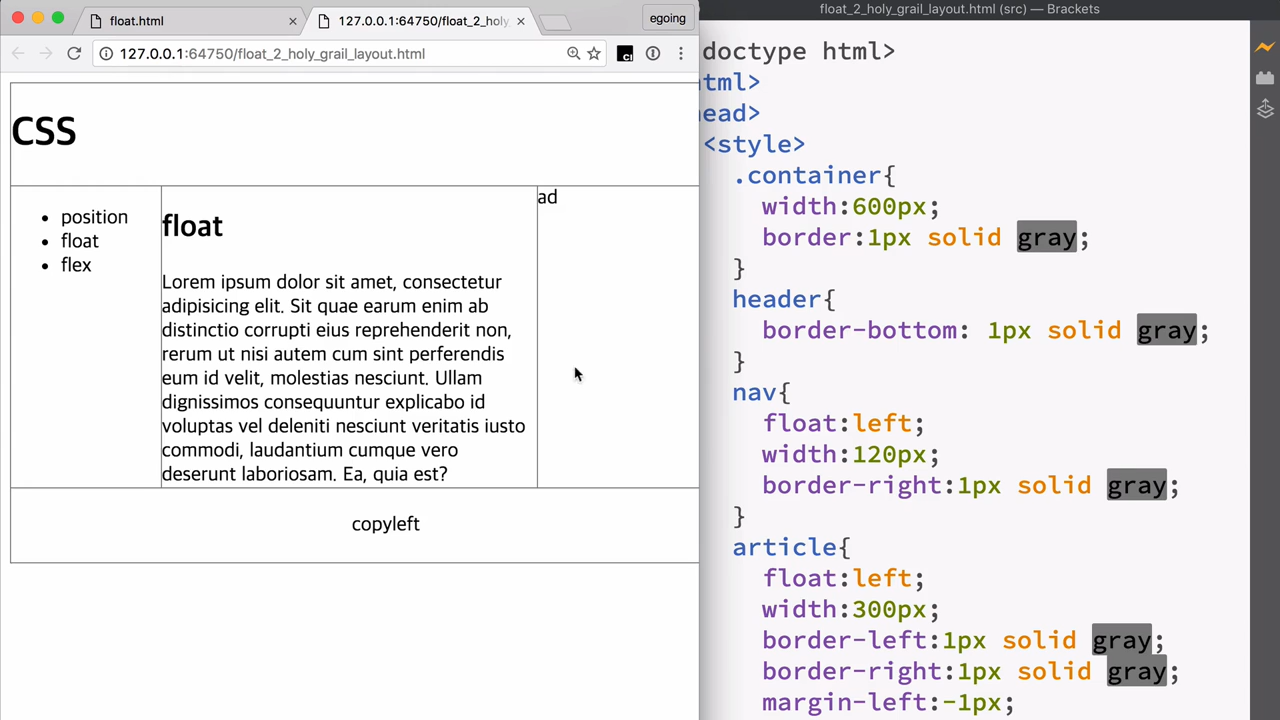 float.html
127.0.0.1:64750/float_2_holy
egoing
127.0.0.1:64750/float_2_holy_grail_layout.html
CSS
position
float
flex
float
Lorem ipsum dolor sit amet, consectetur
adipisicing elit. Sit quae earum enim ab
distinctio corrupti eius reprehenderit non,
rerum ut nisi autem cum sint perferendis
eum id velit, molestias nesciunt. Ullam
dignissimos consequuntur explicabo id
voluptas vel deleniti nesciunt veritatis iusto
commodi, laudantium cumque vero
deserunt laboriosam. Ea, quia est?
ad
copyleft
float_2_holy_grail_layout.html (src) — Brackets
doctype html>
tml>
ead>
<style>
.container{
width:600px;
border:1px solid gray;
}
header{
border-bottom: 1px solid gray;
}
nav{
float:left;
width:120px;
border-right:1px solid gray;
}
article{
float:left;
width:300px;
border-left:1px solid gray;
border-right:1px solid gray;
margin-left:-1px;